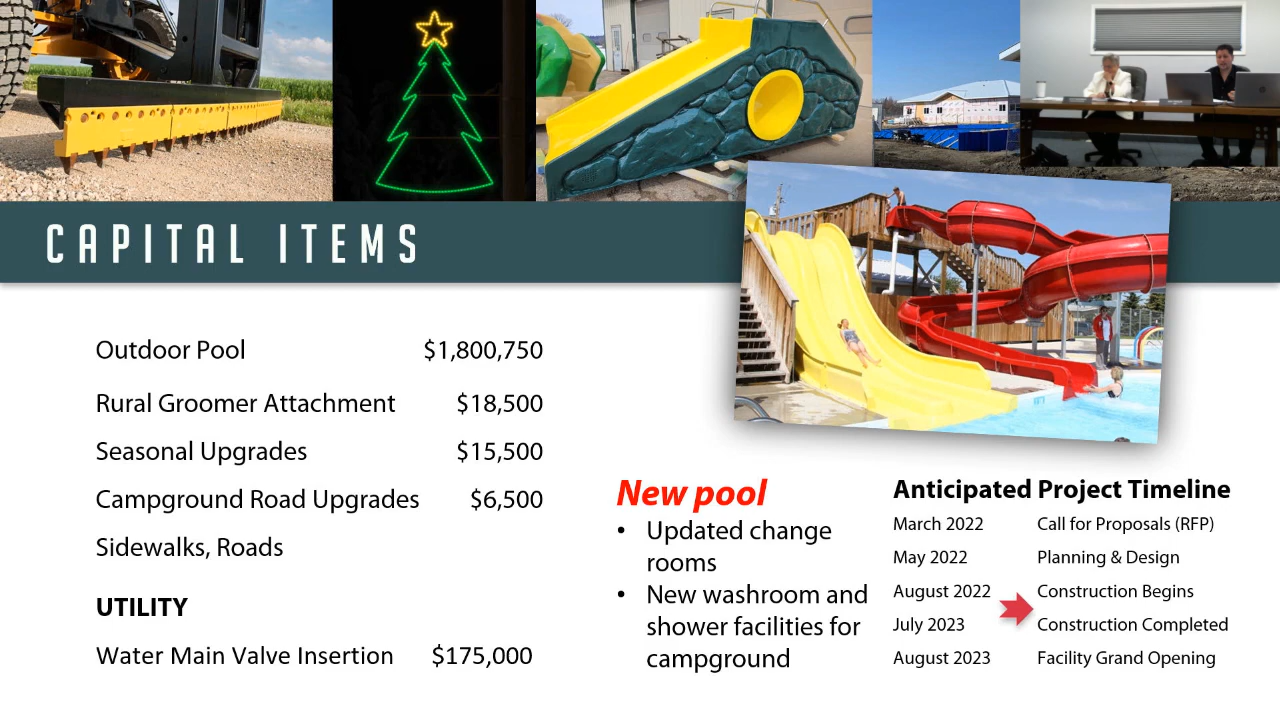 CAPITAL ITEMS
Outdoor Pool $1,800,750
Rural Groomer Attachment $18,500
Seasonal Upgrades $15,500
Campground Road Upgrades $6,500
Sidewalks, Roads
UTILITY
Water Main Valve Insertion $175,000
New pool
• Updated change
rooms
• New washroom and
shower facilities for
campground
Anticipated Project Timeline
March 2022 Call for Proposals (RFP)
May 2022 Planning & Design
August 2022 Construction Begins
July 2023 Construction Completed
August 2023 Facility Grand Opening